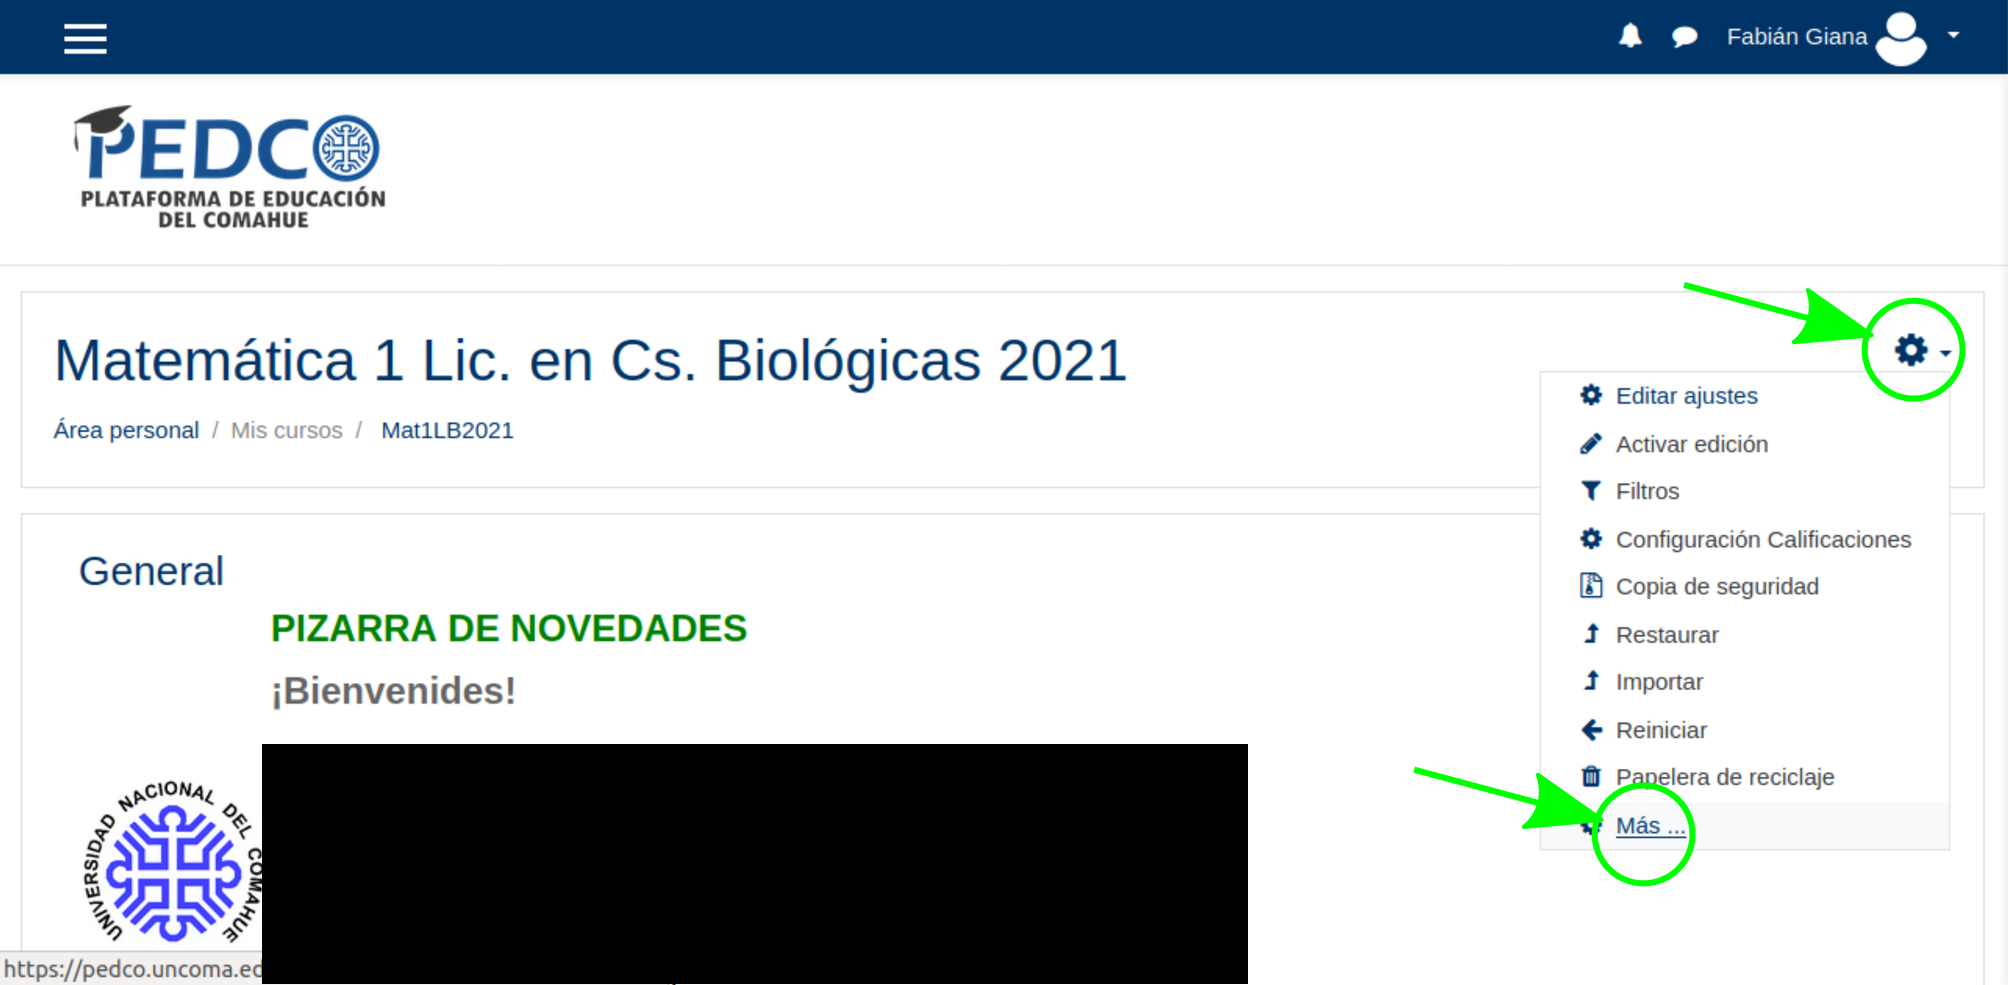 Fabián Giana
PEDCO
PLATAFORMA DE EDUCACIÓN
DEL COMAHUE
Matemática 1 Lic. en Cs. Biológicas 2021
Área personal / Mis cursos / Mat1LB2021
Editar ajustes
Activar edición
Filtros
Configuración Calificaciones
Copia de seguridad
Restaurar
Importar
Reiniciar
Papelera de reciclaje
Más ...
General
PIZARRA DE NOVEDADES
¡Bienvenides!
UNIVERSIDAD NACIONAL DEL COMAHUE
https://pedco.uncoma.ed